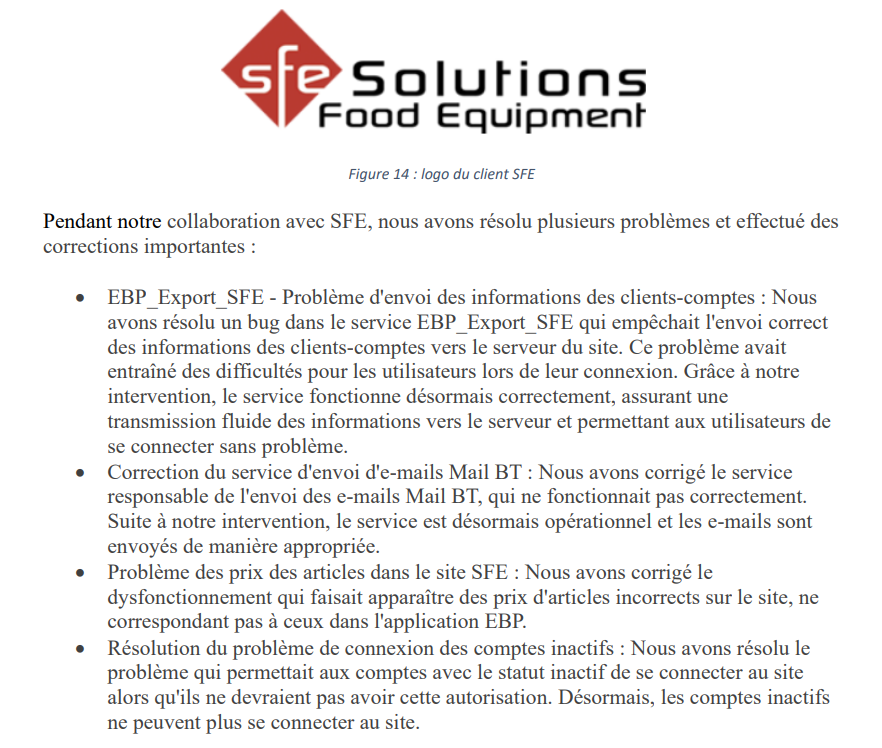 sfe Solutions
Food Equipment
Figure 14 : logo du client SFE
Pendant notre collaboration avec SFE, nous avons résolu plusieurs problèmes et effectué des
corrections importantes :
• EBP_Export_SFE - Problème d'envoi des informations des clients-comptes : Nous
avons résolu un bug dans le service EBP_Export_SFE qui empêchait l'envoi correct
des informations des clients-comptes vers le serveur du site. Ce problème avait
entraîné des difficultés pour les utilisateurs lors de leur connexion. Grâce à notre
intervention, le service fonctionne désormais correctement, assurant une
transmission fluide des informations vers le serveur et permettant aux utilisateurs de
se connecter sans problème.
• Correction du service d'envoi d'e-mails Mail BT : Nous avons corrigé le service
responsable de l'envoi des e-mails Mail BT, qui ne fonctionnait pas correctement.
Suite à notre intervention, le service est désormais opérationnel et les e-mails sont
envoyés de manière appropriée.
• Problème des prix des articles dans le site SFE : Nous avons corrigé le
dysfonctionnement qui faisait apparaître des prix d'articles incorrects sur le site, ne
correspondant pas à ceux dans l'application EBP.
• Résolution du problème de connexion des comptes inactifs : Nous avons résolu le
problème qui permettait aux comptes avec le statut inactif de se connecter au site
alors qu'ils ne devraient pas avoir cette autorisation. Désormais, les comptes inactifs
ne peuvent plus se connecter au site.